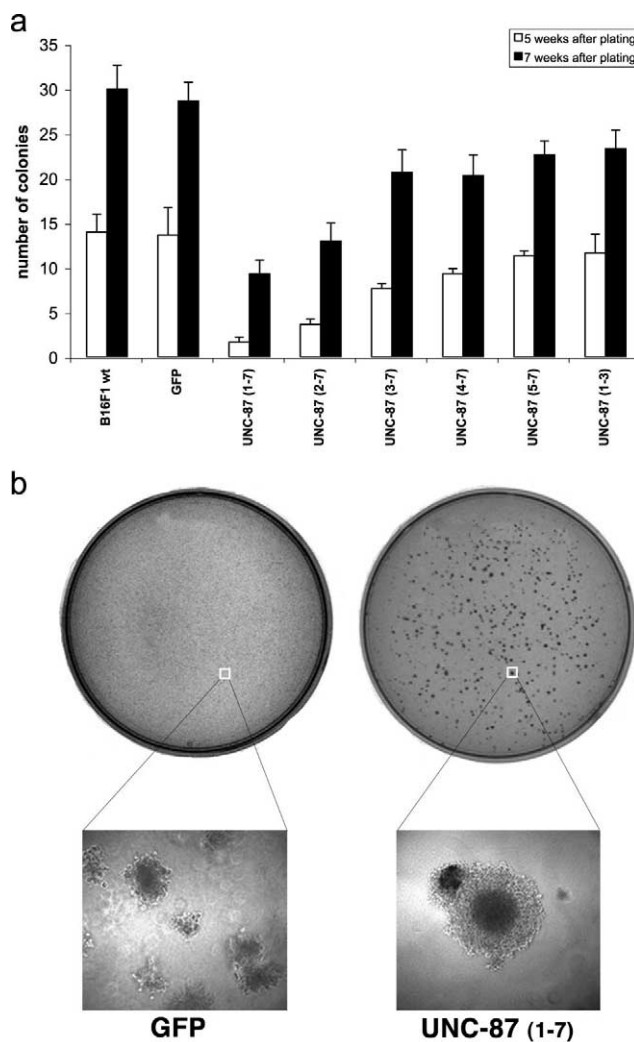 a
5 weeks after plating
7 weeks after plating
number of colonies
35
30
25
20
15
10
5
0
B16F1 wt
GFP
UNC-87 (1-7)
UNC-87 (2-7)
UNC-87 (3-7)
UNC-87 (4-7)
UNC-87 (5-7)
UNC-87 (1-3)
b
GFP
UNC-87 (1-7)